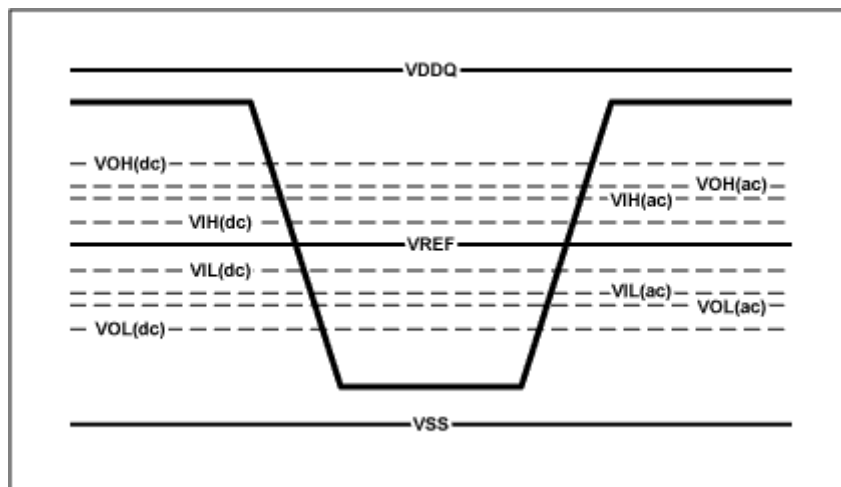 VDDQ
VOH(dc)
VOH(ac)
VIH(ac)
VIH(dc)
VREF
VIL(dc)
VIL(ac)
VOL(ac)
VOL(dc)
VSS